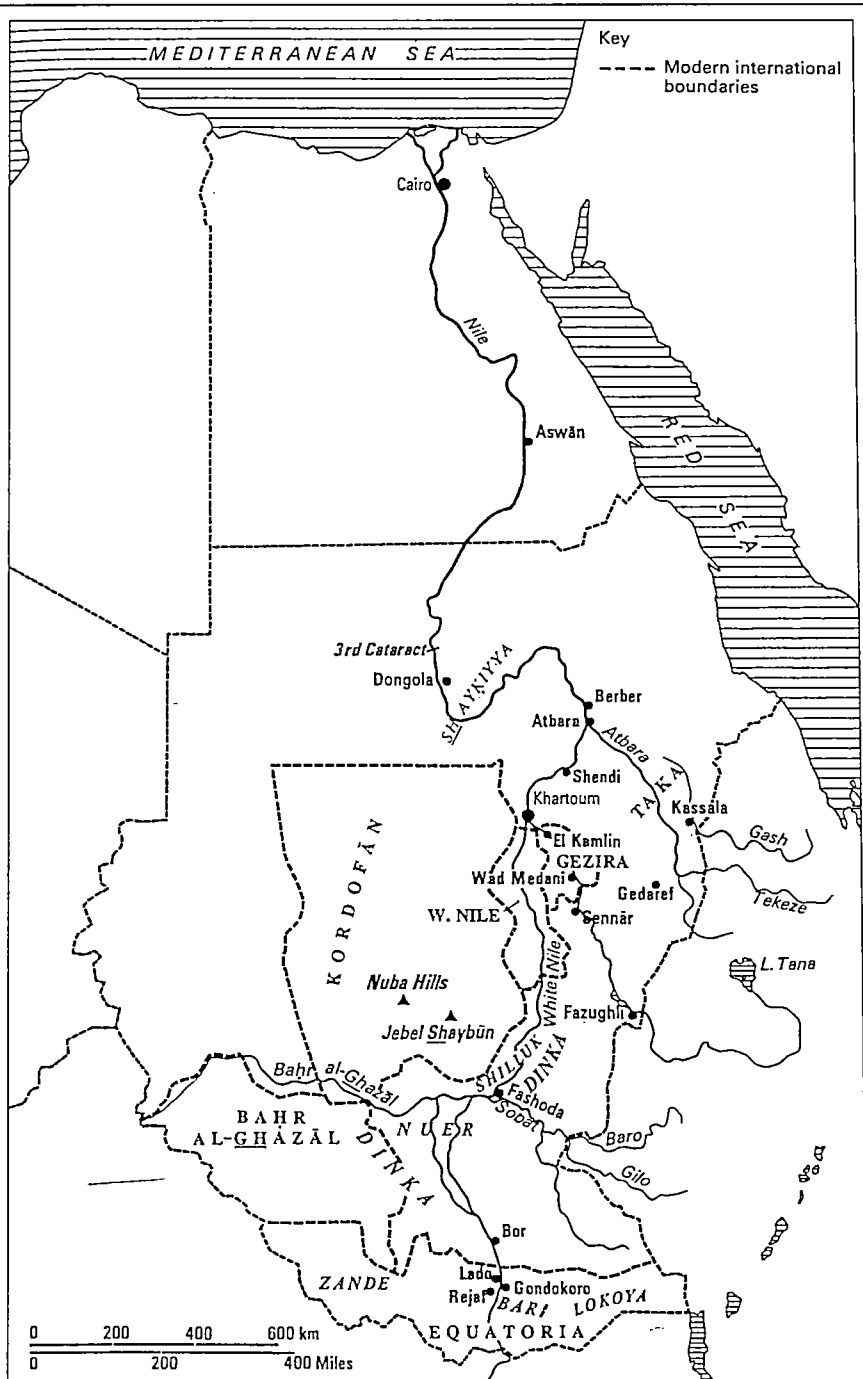 MEDITERRANEAN SEA
Key
Modern international
boundaries
Cairo
Nile
Aswān
RED SEA
3rd Cataract
Dongola
SHAYKIYYA
Berber
Atbara
Atbara
Shendi
TAKA
Khartoum
Kassala
El Kamlin
Gash
GEZIRA
KORDOFĀN
Wad Medani
Gedaref
Tekeze
W. NILE
Sennār
White Nile
L. Tana
Nuba Hills
Jebel Shaybūn
Fazughli
SHILLUK
DINKA
Bahr al-Ghazāl
Fashoda
Sobat
BAHR
AL-GHAZĀL
NUER
Baro
DINKA
Gilo
Bor
ZANDE
Lado
Gondokoro
Rejaf
BARI
LOKOYA
EQUATORIA
0 200 400 600 km
0 200 400 Miles